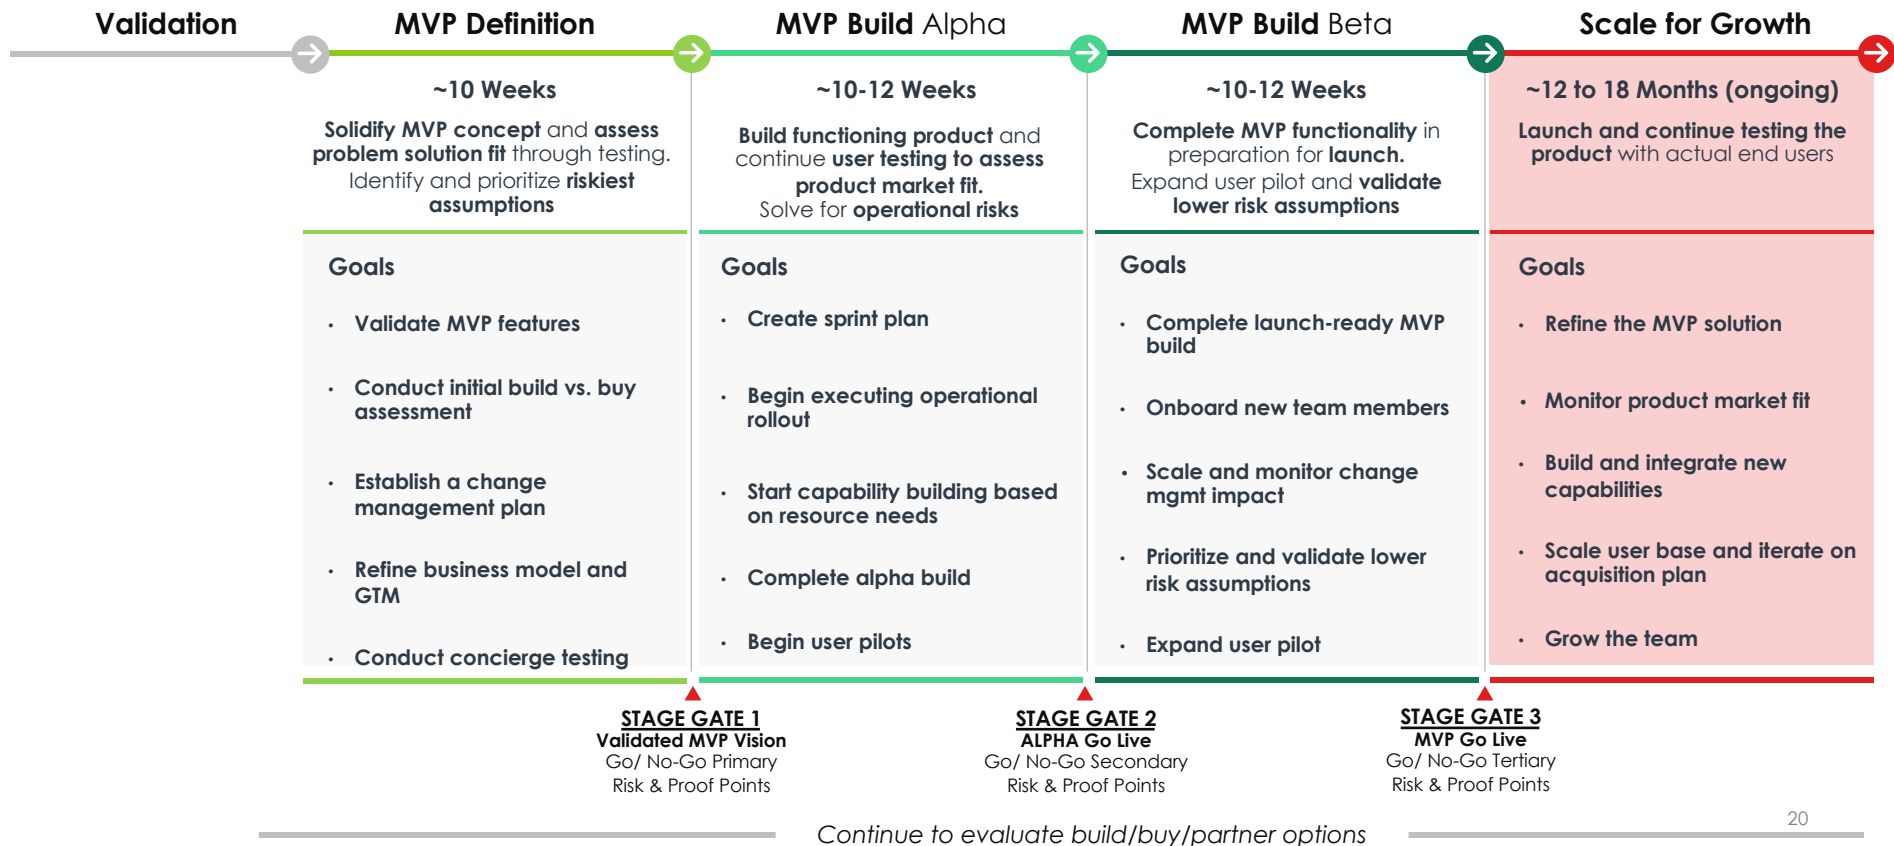 Validation
MVP Definition
MVP Build Alpha
MVP Build Beta
Scale for Growth
~10 Weeks
Solidify MVP concept and assess
problem solution fit through testing.
Identify and prioritize riskiest
assumptions
~10-12 Weeks
Build functioning product and
continue user testing to assess
product market fit.
Solve for operational risks
~10-12 Weeks
Complete MVP functionality in
preparation for launch.
Expand user pilot and validate
lower risk assumptions
~12 to 18 Months (ongoing)
Launch and continue testing the
product with actual end users
Goals
• Validate MVP features
• Conduct initial build vs. buy
assessment
• Establish a change
management plan
• Refine business model and
GTM
• Conduct concierge testing
Goals
• Create sprint plan
• Begin executing operational
rollout
• Start capability building based
on resource needs
• Complete alpha build
• Begin user pilots
Goals
• Complete launch-ready MVP
build
• Onboard new team members
• Scale and monitor change
mgmt impact
• Prioritize and validate lower
risk assumptions
• Expand user pilot
Goals
• Refine the MVP solution
• Monitor product market fit
• Build and integrate new
capabilities
• Scale user base and iterate on
acquisition plan
• Grow the team
STAGE GATE 1
Validated MVP Vision
Go/ No-Go Primary
Risk & Proof Points
STAGE GATE 2
ALPHA Go Live
Go/ No-Go Secondary
Risk & Proof Points
STAGE GATE 3
MVP Go Live
Go/ No-Go Tertiary
Risk & Proof Points
20
Continue to evaluate build/buy/partner options